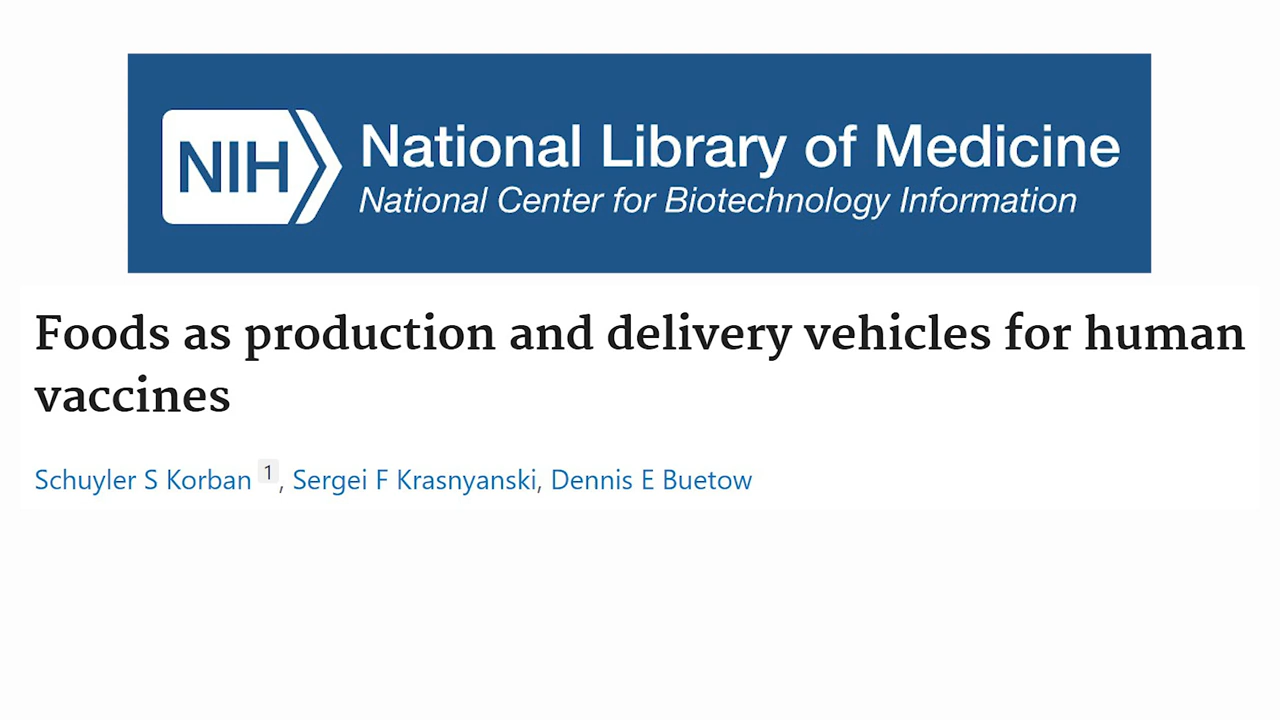 NIH
National Library of Medicine
National Center for Biotechnology Information
Foods as production and delivery vehicles for human
vaccines
Schuyler S Korban 1, Sergei F Krasnyanski, Dennis E Buetow